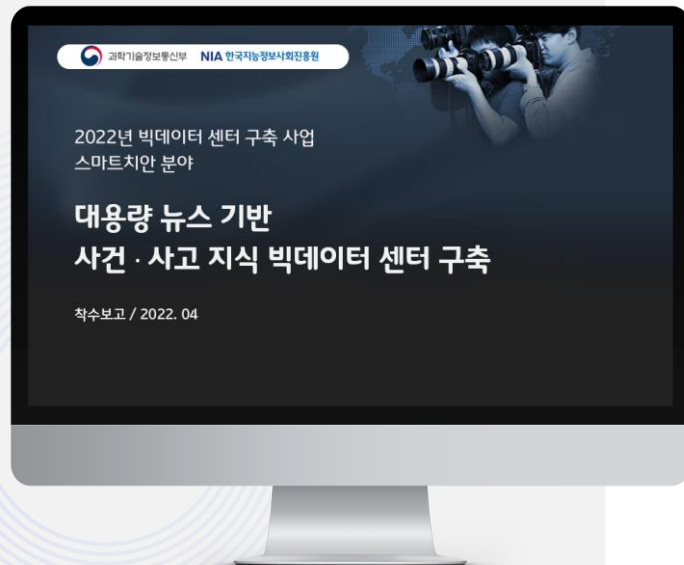 과학기술정보통신부 NIA 한국지능정보사회진흥원
2022년 빅데이터 센터 구축 사업
스마트치안 분야
대용량 뉴스 기반
사건 · 사고 지식 빅데이터 센터 구축
착수보고 / 2022. 04